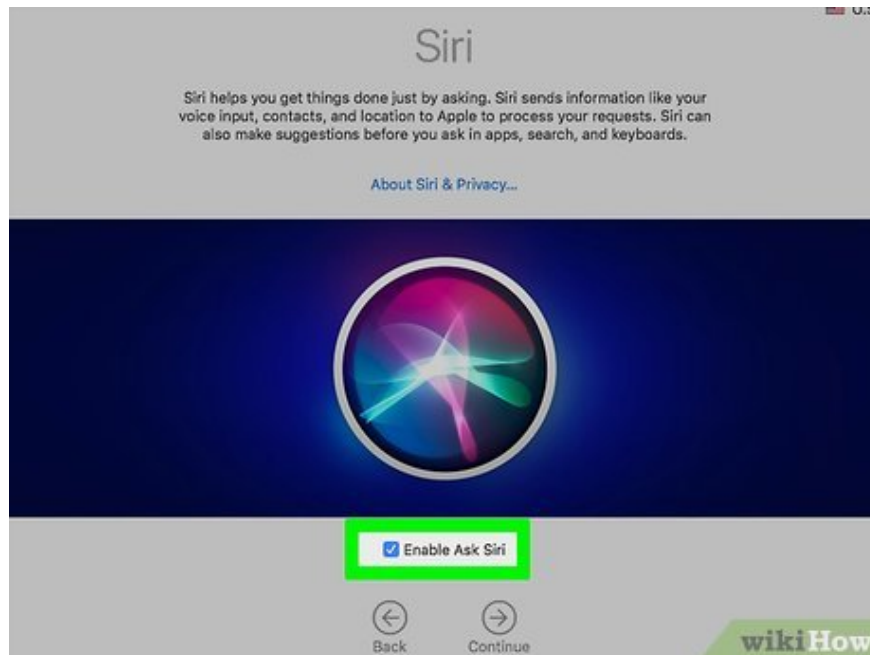 Siri
Siri helps you get things done just by asking. Siri sends information like your
voice input, contacts, and location to Apple to process your requests. Siri can
also make suggestions before you ask in apps, search, and keyboards.
About Siri & Privacy...
Enable Ask Siri
Back Continue
wikiHow